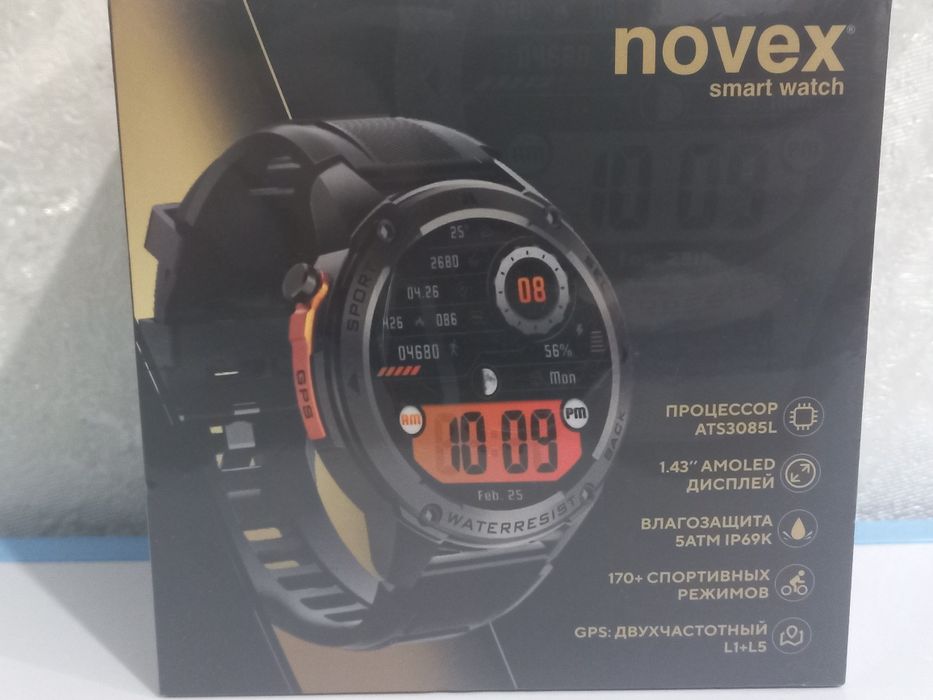 novex®
smart watch
25°
2680
08
04.26
426 086
04680
56%
Mon
AM
PM
10:09
Feb. 25
SPORT
GPS
BACK
WATERRESIST
ПРОЦЕССОР
ATS3085L
1.43″ AMOLED
ДИСПЛЕЙ
ВЛАГОЗАЩИТА
5ATM IP69K
170+ СПОРТИВНЫХ
РЕЖИМОВ
GPS: ДВУХЧАСТОТНЫЙ
L1+L5